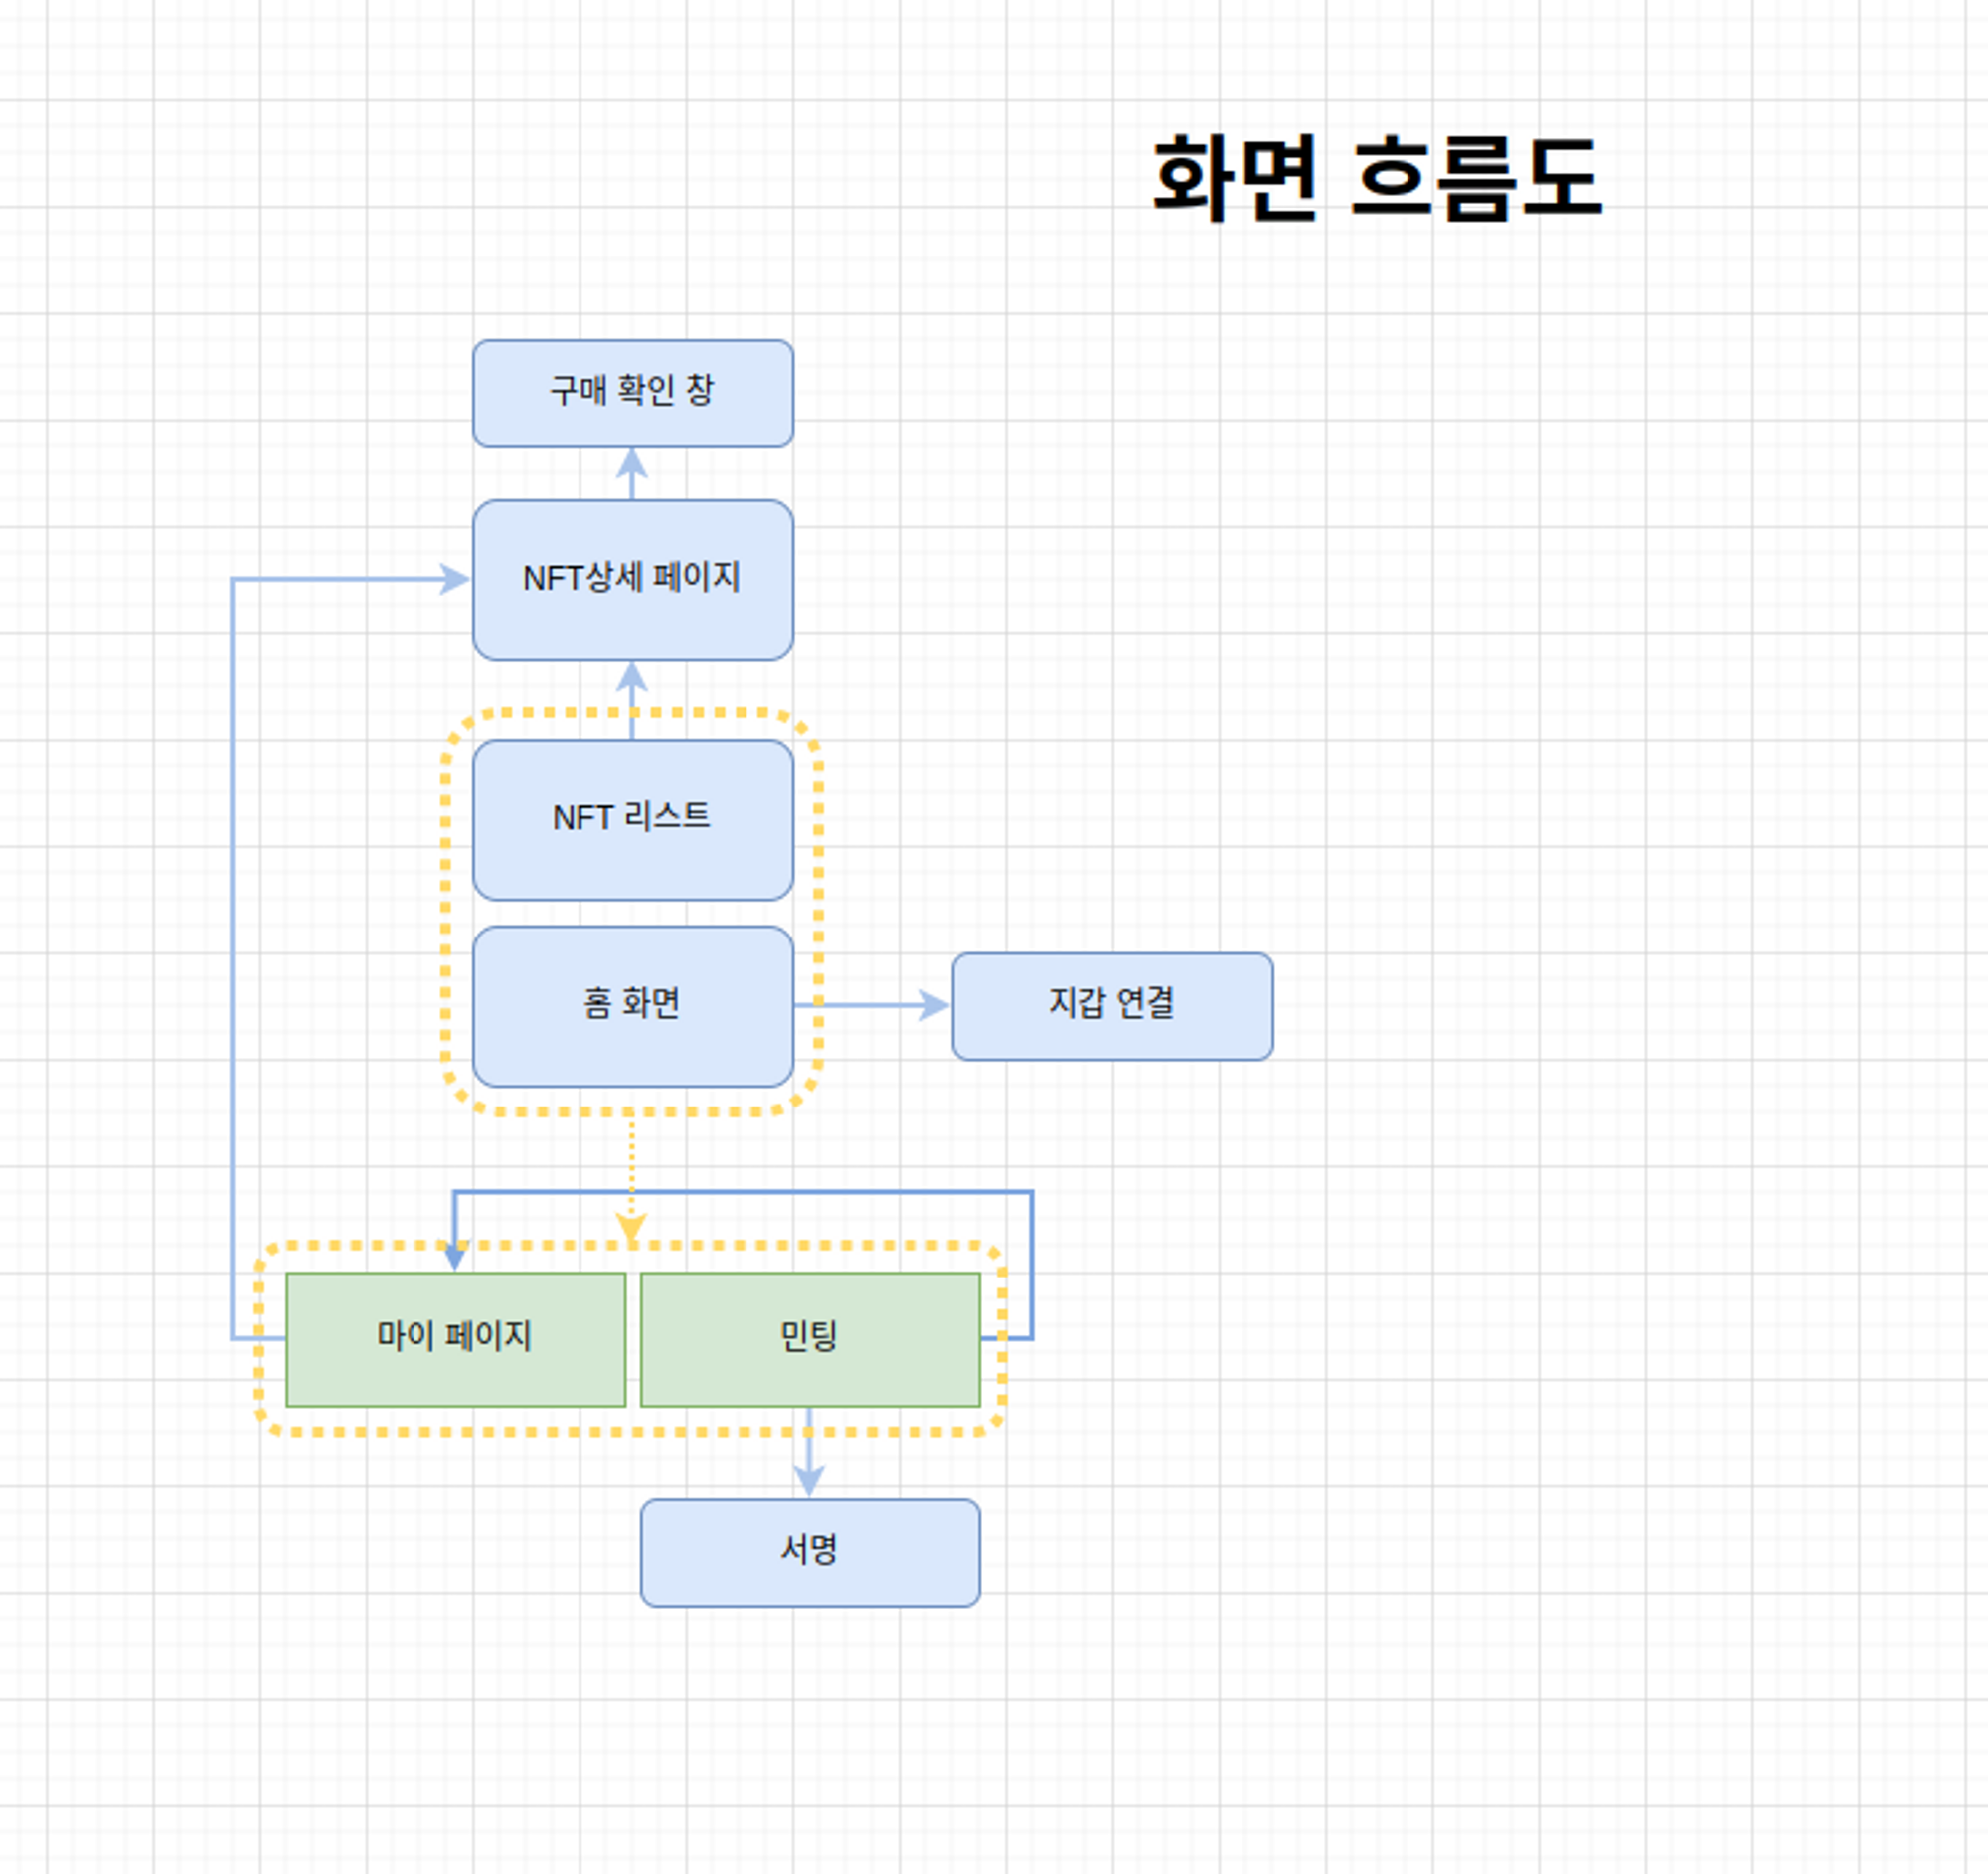 화면 흐름도
구매 확인 창
NFT상세 페이지
NFT 리스트
홈 화면
지갑 연결
마이 페이지
민팅
서명